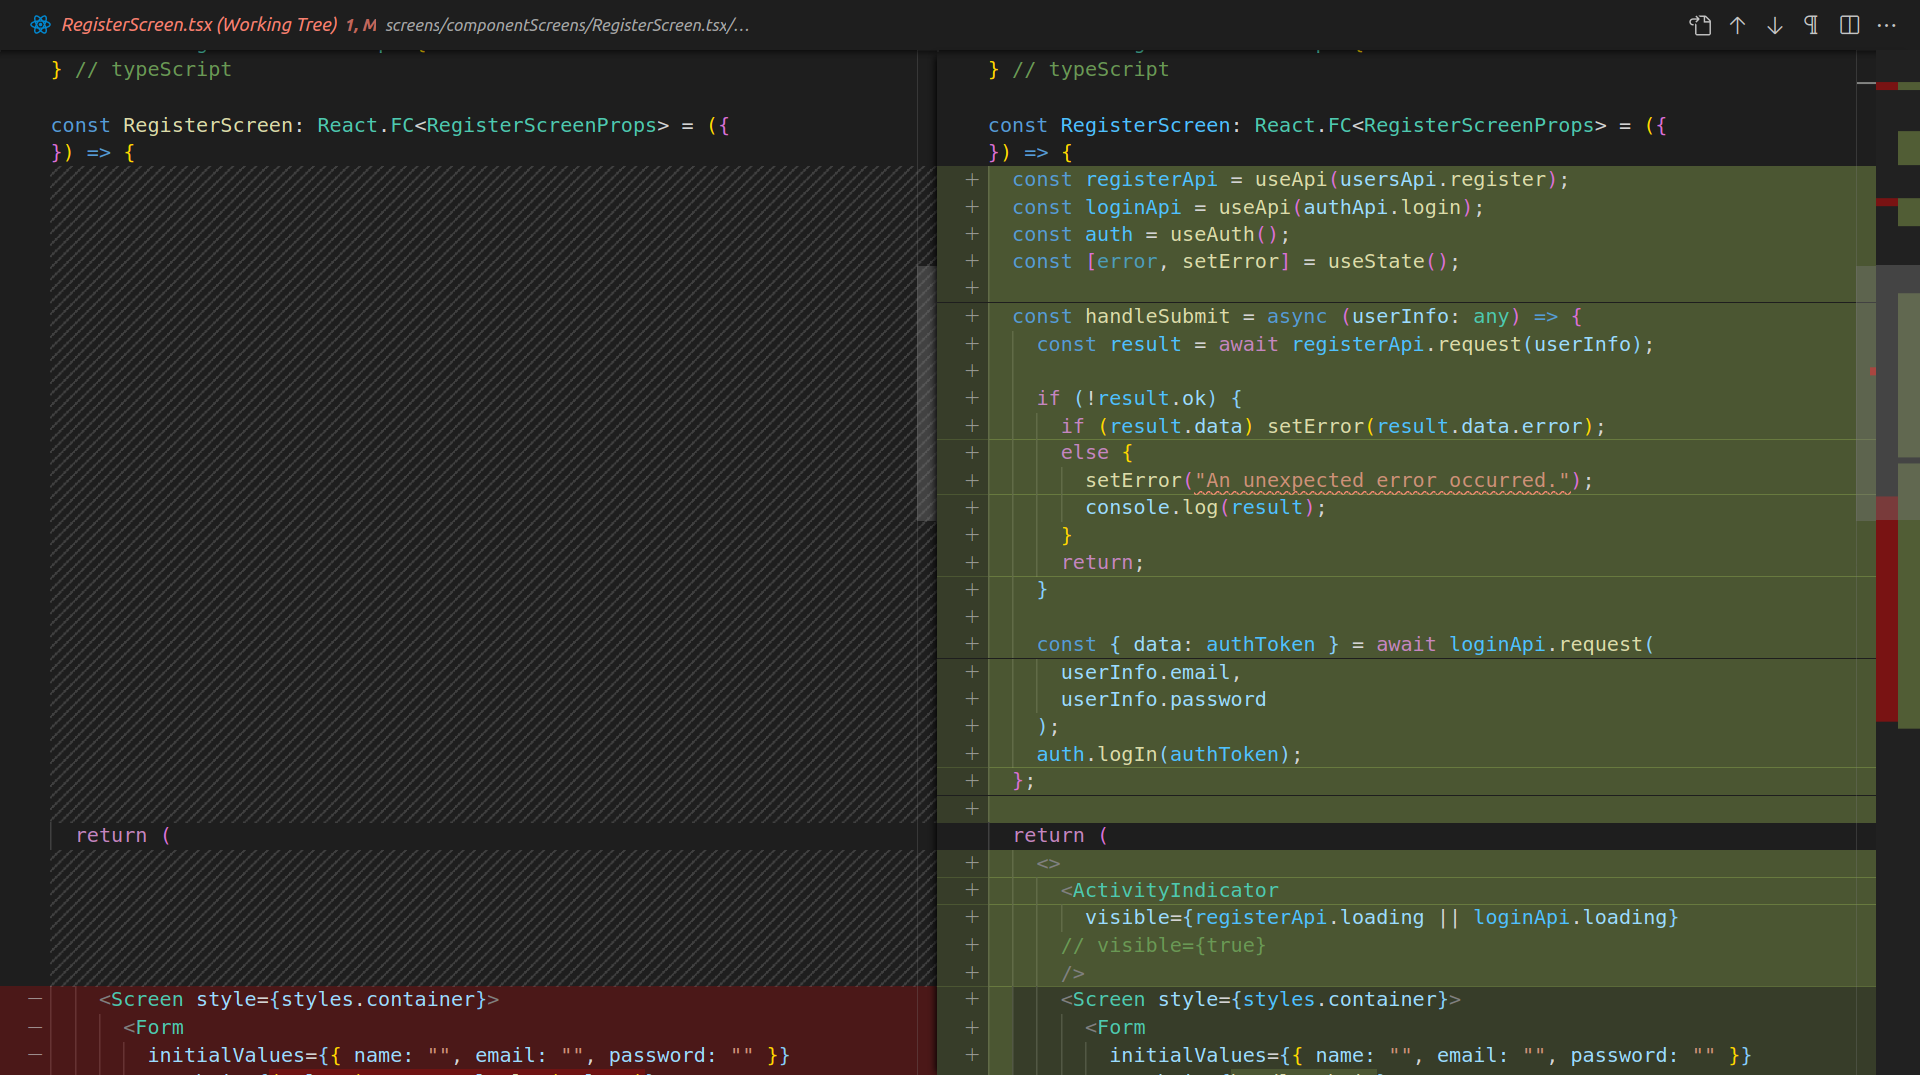 RegisterScreen.tsx (Working Tree) 1, M screens/componentScreens/RegisterScreen.tsx/...
} // typeScript
const RegisterScreen: React.FC<RegisterScreenProps> = ({
}) => {
return (
<Screen style={styles.container}>
<Form
initialValues={{ name: "", email: "", password: "" }}
} // typeScript
const RegisterScreen: React.FC<RegisterScreenProps> = ({
}) => {
+ const registerApi = useApi(usersApi.register);
+ const loginApi = useApi(authApi.login);
+ const auth = useAuth();
+ const [error, setError] = useState();
+
+ const handleSubmit = async (userInfo: any) => {
+ const result = await registerApi.request(userInfo);
+
+ if (!result.ok) {
+ if (result.data) setError(result.data.error);
+ else {
+ setError("An unexpected error occurred.");
+ console.log(result);
+ }
+ return;
+ }
+
+ const { data: authToken } = await loginApi.request(
+ userInfo.email,
+ userInfo.password
+ );
+ auth.logIn(authToken);
+ };
+
return (
+ <>
+ <ActivityIndicator
+ visible={registerApi.loading || loginApi.loading}
+ // visible={true}
+ />
+ <Screen style={styles.container}>
+ <Form
+ initialValues={{ name: "", email: "", password: "" }}